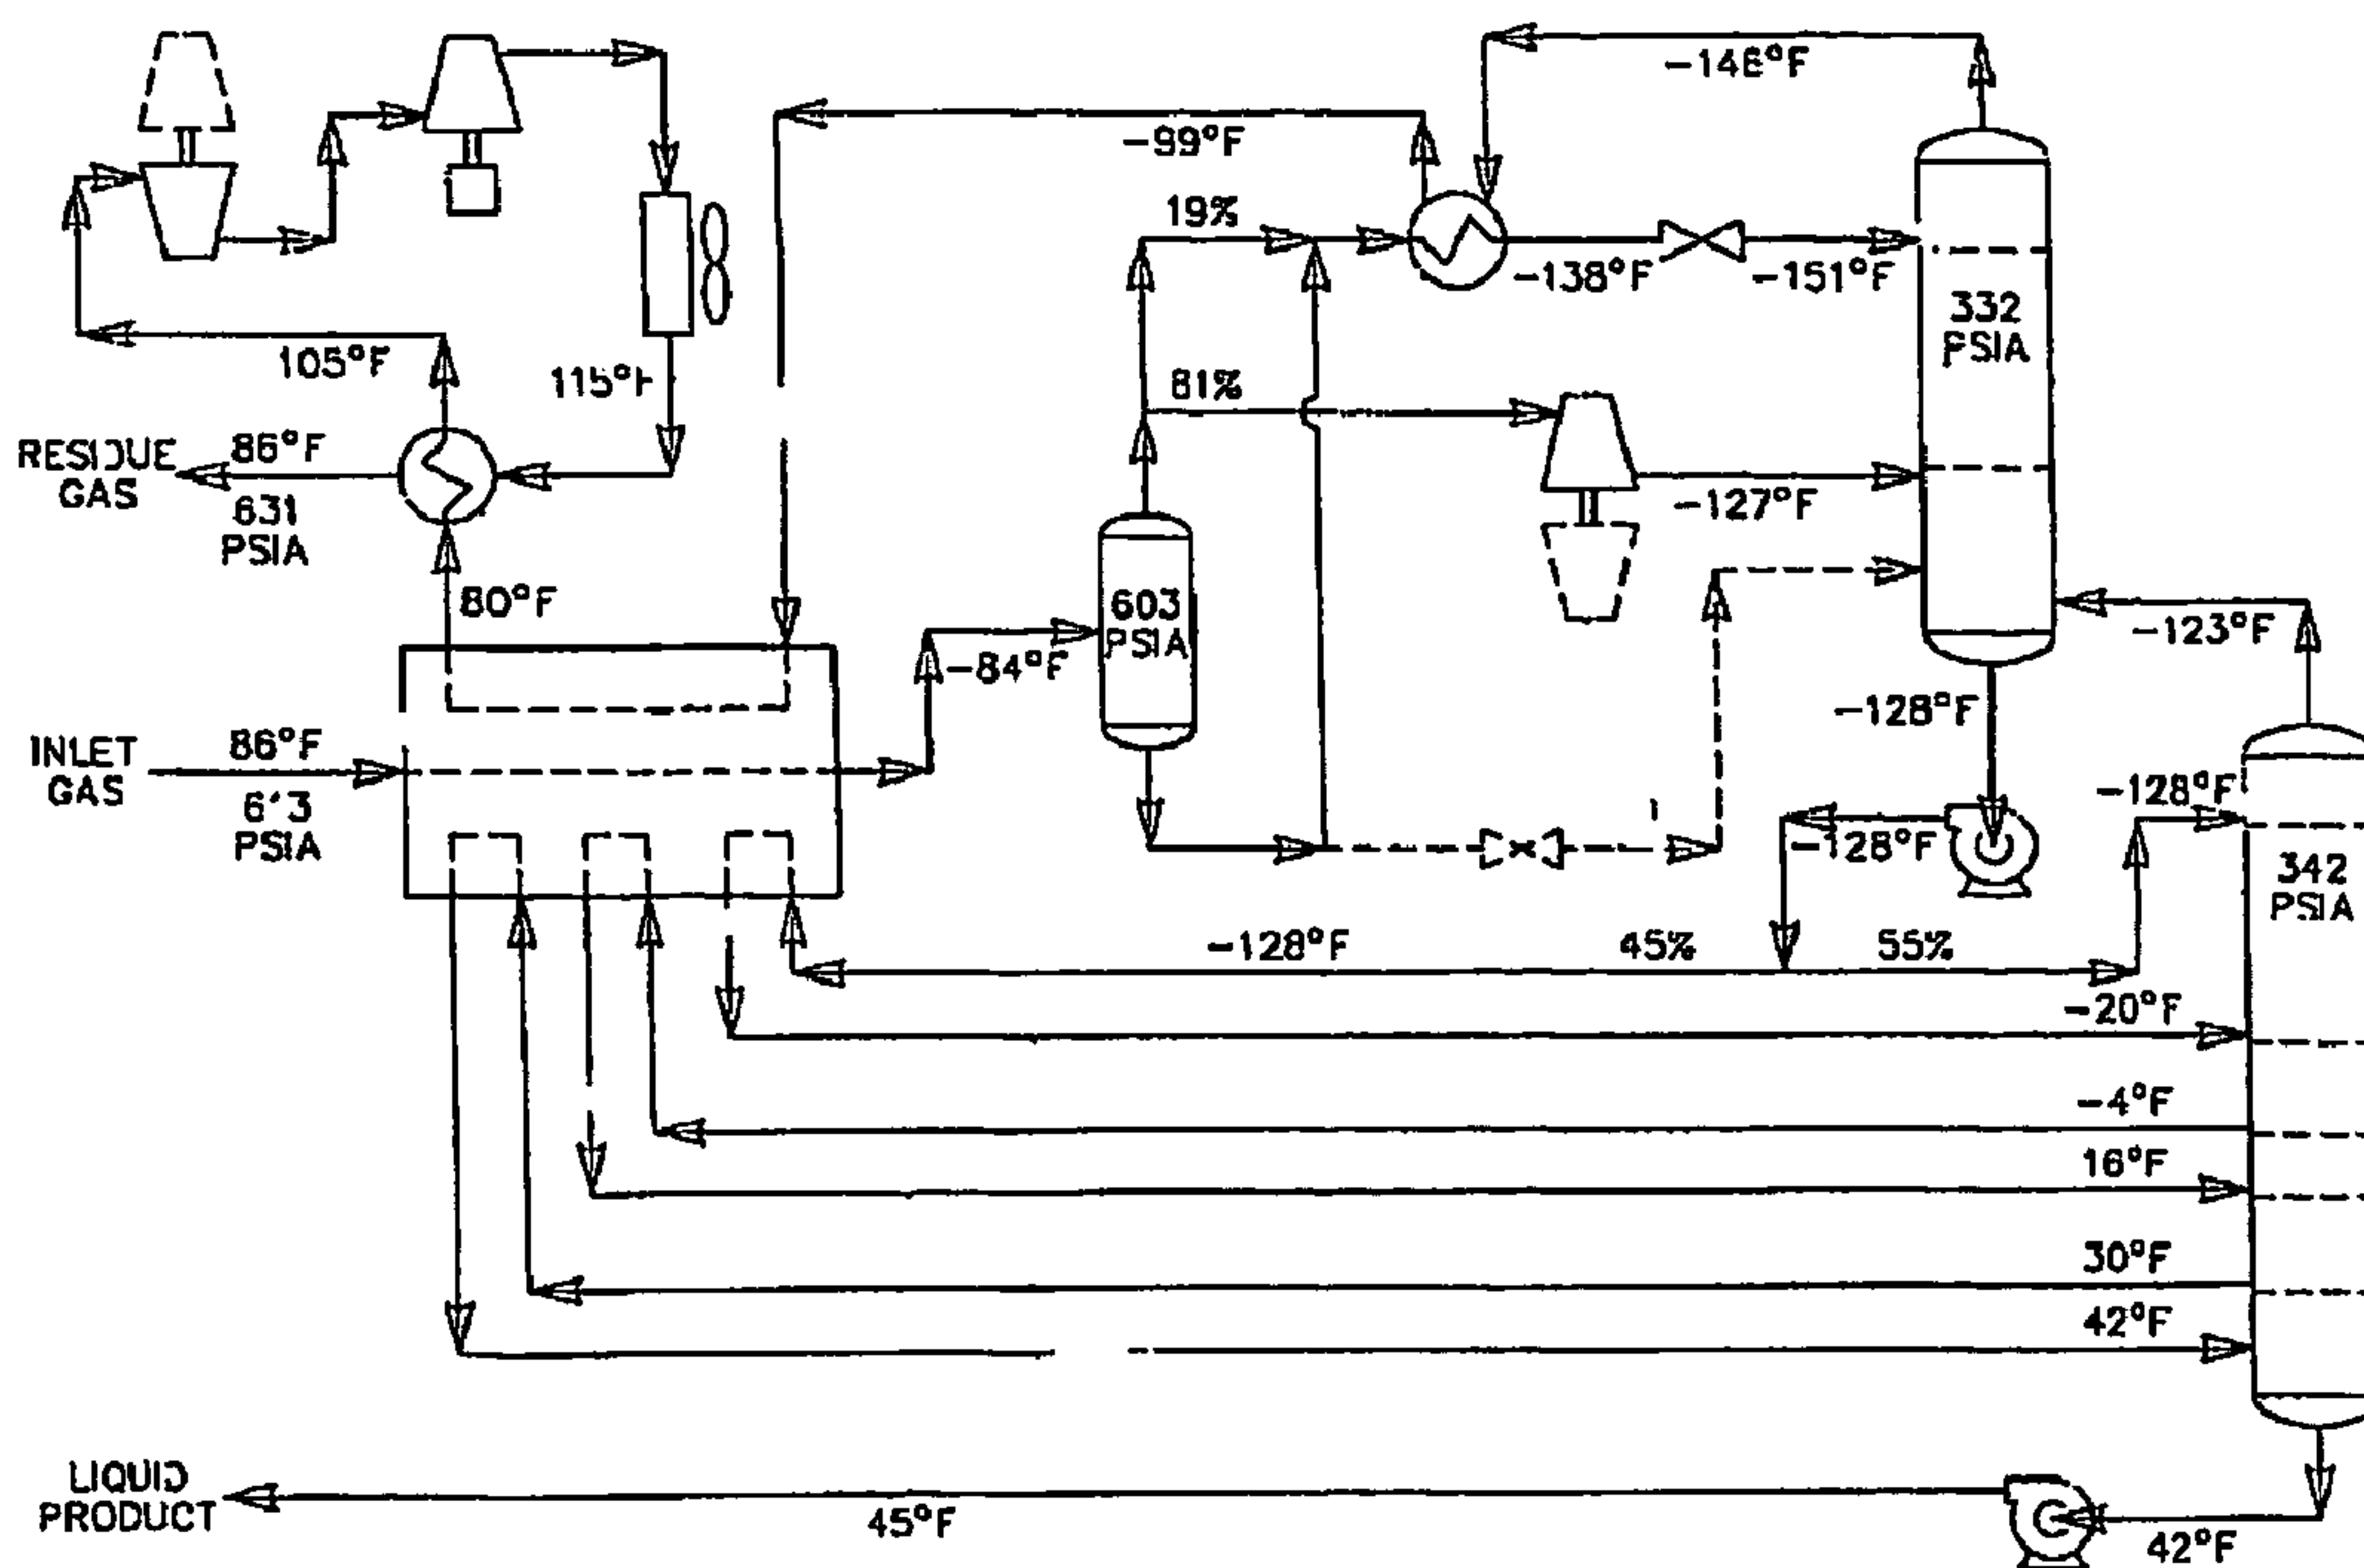 -99°F
19%
-138°F
-151°F
332
PSIA
105°F
81%
RESIDUE
GAS
86°F
631
PSIA
-127°F
80°F
603
PSIA
-84°F
-123°F
-128°F
INLET
GAS
86°F
PSIA
-128°F
-128°F
342
PSIA
-128°F
45%
55%
-20°F
-4°F
16°F
30°F
42°F
LIQUID
PRODUCT
45°F
42°F